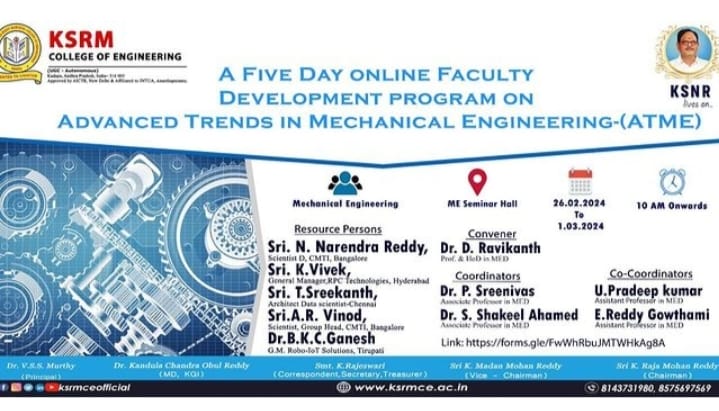 KSRM
COLLEGE OF ENGINEERING
(UGC - Autonomous)
Kadapa, Andhra Pradesh, India- 516 003
Approved by AICTE, New Delhi & Affiliated to JNTUA, Ananthapuramu.
KSNR
lives on..
A FIVE DAY ONLINE FACULTY
DEVELOPMENT PROGRAM ON
ADVANCED TRENDS IN MECHANICAL ENGINEERING-(ATME)
Mechanical Engineering
ME Seminar Hall
26.02.2024
To
1.03.2024
10 AM Onwards
Resource Persons
Sri. N. Narendra Reddy,
Scientist D, CMTI, Bangalore
Sri. K.Vivek,
General Manager,RPC Technologies, Hyderabad
Sri. T.Sreekanth,
Architect Data scientist-Chennai
Sri.A.R. Vinod,
Scientist, Group Head, CMTI, Bangalore
Dr.B.K.C.Ganesh
G.M. Robo-IoT Solutions, Tirupati
Convener
Dr. D. Ravikanth
Prof. & HoD in MED
Coordinators
Dr. P. Sreenivas
Associate Professor in MED
Dr. S. Shakeel Ahamed
Associate Professor in MED
Co-Coordinators
U.Pradeep kumar
Assistant Professor in MED
E.Reddy Gowthami
Assistant Professor in MED
Link: https://forms.gle/FwWhRbuJMTWHkAg8A
Dr. V.S.S. Murthy
(Principal)
Dr. Kandula Chandra Obul Reddy
(MD, KGI)
Smt. K.Rajeswari
(Correspondent,Secretary,Treasurer)
Sri K. Madan Mohan Reddy
(Vice - Chairman)
Sri K. Raja Mohan Reddy
(Chairman)
ksrmceofficial
www.ksrmce.ac.in
8143731980, 8575697569